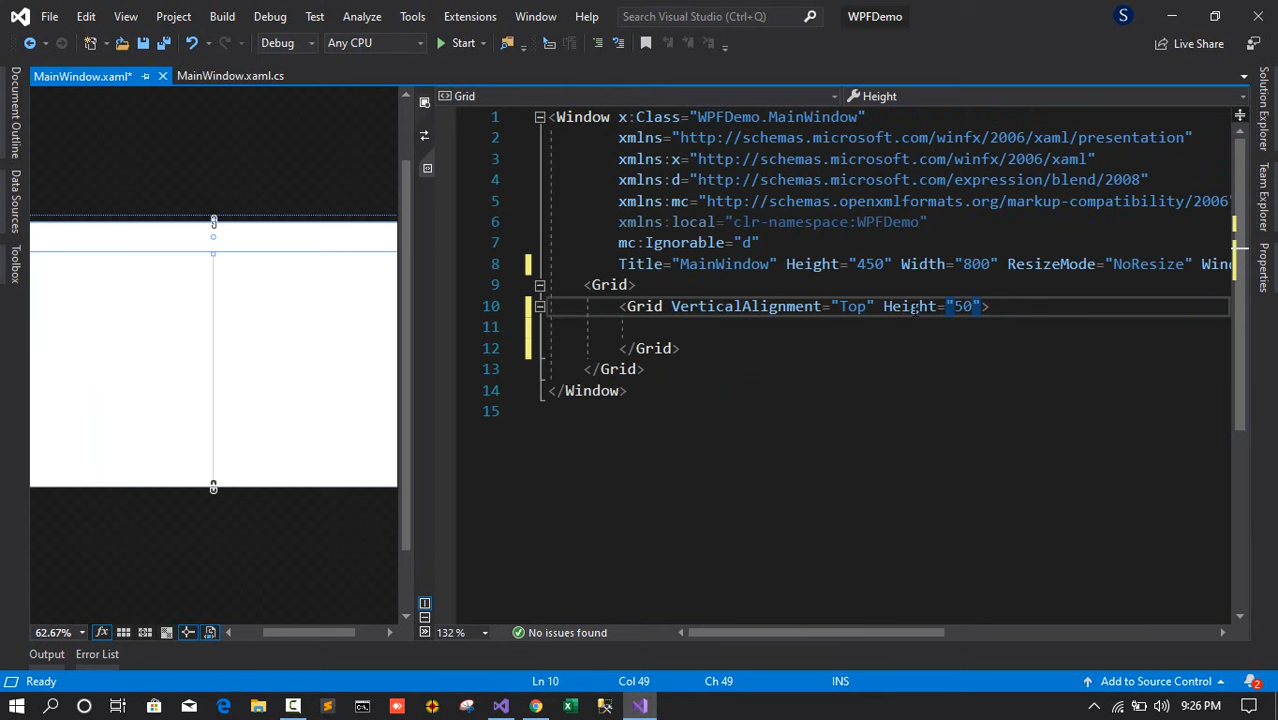 File Edit View Project Build Debug Test Analyze Tools Extensions Window Help Search Visual Studio (Ctrl+Q) WPFDemo S
Debug Any CPU Start Live Share
MainWindow.xaml* MainWindow.xaml.cs
Document Outline
Data Sources
Toolbox
Grid Height
1 <Window x:Class="WPFDemo.MainWindow"
2 xmlns="http://schemas.microsoft.com/winfx/2006/xaml/presentation"
3 xmlns:x="http://schemas.microsoft.com/winfx/2006/xaml"
4 xmlns:d="http://schemas.microsoft.com/expression/blend/2008"
5 xmlns:mc="http://schemas.openxmlformats.org/markup-compatibility/2006"
6 xmlns:local="clr-namespace:WPFDemo"
7 mc:Ignorable="d"
8 Title="MainWindow" Height="450" Width="800" ResizeMode="NoResize" Wind
9 <Grid>
10 <Grid VerticalAlignment="Top" Height="50">
11
12 </Grid>
13 </Grid>
14 </Window>
15
Solution Explorer
Team Explorer
Properties
62.67% fx 132 % No issues found
Output Error List
Ready Ln 10 Col 49 Ch 49 INS Add to Source Control 2
9:26 PM